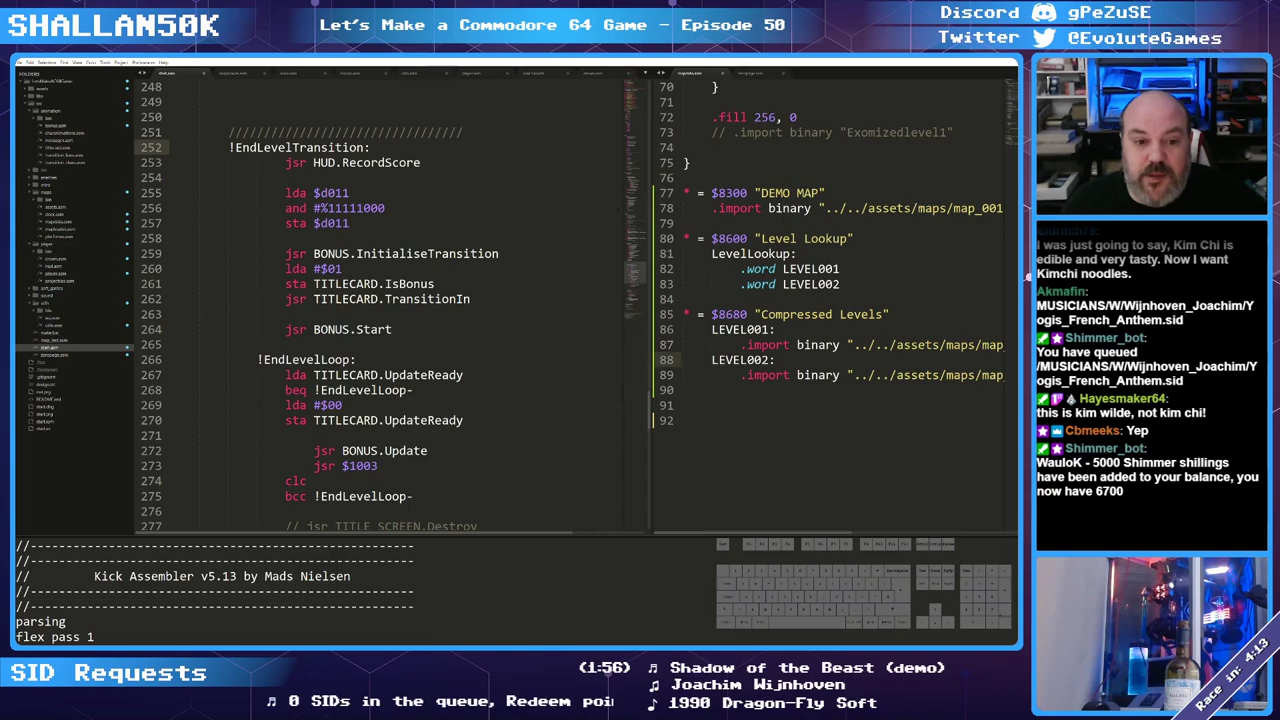 SHALLAN50K
Let's Make a Commodore 64 Game - Episode 50
Discord gPeZuSE
Twitter @EvoluteGames
FOLDERS
248
249
250
251 /////////////////////////////////
252 !EndLevelTransition:
253 jsr HUD.RecordScore
254
255 lda $d011
256 and #%11111000
257 sta $d011
258
259 jsr BONUS.InitialiseTransition
260 lda #$01
261 sta TITLECARD.IsBonus
262 jsr TITLECARD.TransitionIn
263
264 jsr BONUS.Start
265
266 !EndLevelLoop:
267 lda TITLECARD.UpdateReady
268 beq !EndLevelLoop-
269 lda #$00
270 sta TITLECARD.UpdateReady
271
272 jsr BONUS.Update
273 jsr $1003
274 clc
275 bcc !EndLevelLoop-
276
277 // jsr TITLE_SCREEN.Destroy
70 }
71
72 .fill 256, 0
73 // .import binary "Exomizedlevel1"
74
75 }
76
77 * = $8300 "DEMO MAP"
78 .import binary "../../assets/maps/map_001
79
80 * = $8600 "Level Lookup"
81 LevelLookup:
82 .word LEVEL001
83 .word LEVEL002
84
85 * = $8680 "Compressed Levels"
86 LEVEL001:
87 .import binary "../../assets/maps/map_
88 LEVEL002:
89 .import binary "../../assets/maps/map_
90
91
92
//------------------------------------------------------
//------------------------------------------------------
// Kick Assembler v5.13 by Mads Nielsen
//------------------------------------------------------
//------------------------------------------------------
parsing
flex pass 1
I was just going to say, Kim Chi is
edible and very tasty. Now I want
Kimchi noodles.
Akmafin:
MUSICIANS/W/Wijnhoven_Joachim/Y
ogis_French_Anthem.sid
Shimmer_bot:
You have queued
/MUSICIANS/W/Wijnhoven_Joachim/Y
ogis_French_Anthem.sid
Hayesmaker64:
this is kim wilde, not kim chi!
Cbmeeks: Yep
Shimmer_bot:
WauloK - 5000 Shimmer shillings
have been added to your balance, you
now have 6700
Race in: 4:13
SID Requests
♬ 0 SIDs in the queue, Redeem poi
(1:56) ♬ Shadow of the Beast (demo)
♫ Joachim Wijnhoven
♪ 1990 Dragon-Fly Soft